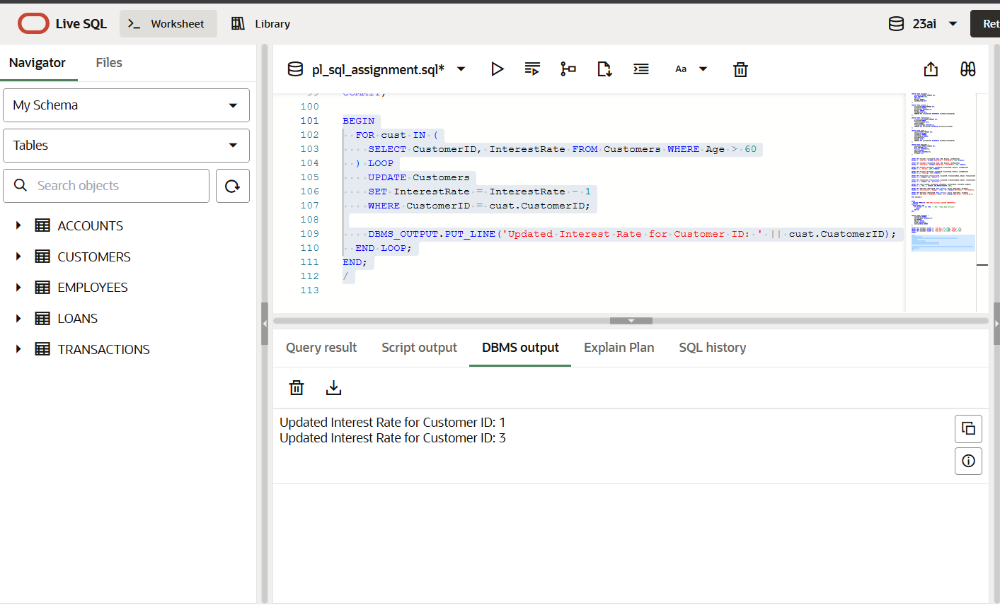 Live SQL
Worksheet
Library
23ai
Navigator
Files
My Schema
Tables
Search objects
ACCOUNTS
CUSTOMERS
EMPLOYEES
LOANS
TRANSACTIONS
pl_sql_assignment.sql*
Aa
100
101 BEGIN
102 FOR cust IN (
103 SELECT CustomerID, InterestRate FROM Customers WHERE Age > 60
104 ) LOOP
105 UPDATE Customers
106 SET InterestRate = InterestRate - 1
107 WHERE CustomerID = cust.CustomerID;
108
109 DBMS_OUTPUT.PUT_LINE('Updated Interest Rate for Customer ID: ' || cust.CustomerID);
110 END LOOP;
111 END;
112 /
113
Query result
Script output
DBMS output
Explain Plan
SQL history
Updated Interest Rate for Customer ID: 1
Updated Interest Rate for Customer ID: 3